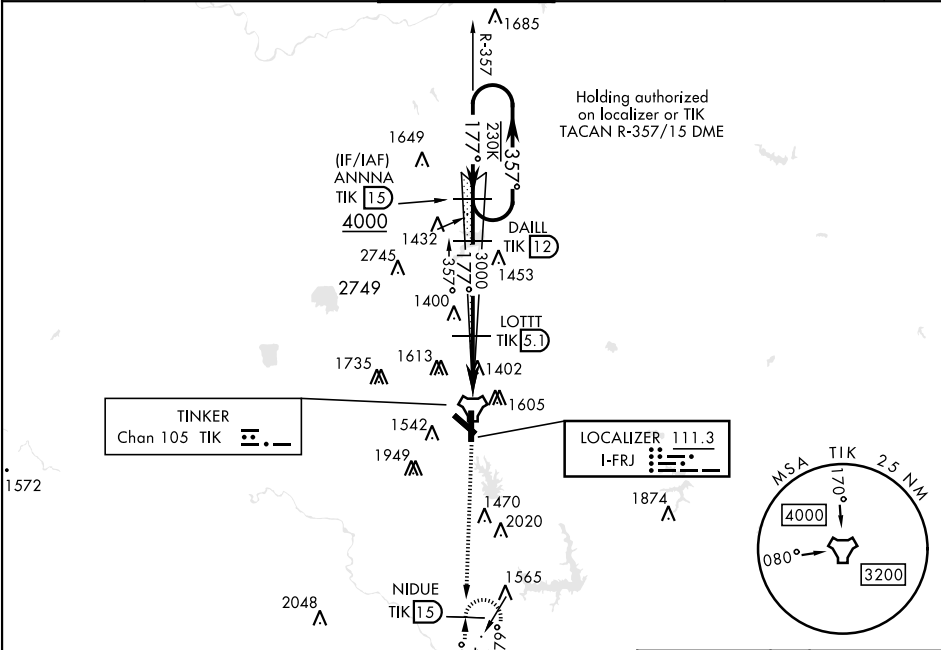 1685
R-357
Holding authorized
on localizer or TIK
TACAN R-357/15 DME
230K
177°
357°
1649
(IF/IAF)
ANNNA
TIK 15
4000
1432
DAILL
TIK 12
2745
357°
177°
3000
1453
2749
1400
LOTTT
TIK 5.1
1735
1613
1402
1605
TINKER
Chan 105 TIK
1542
LOCALIZER 111.3
I-FRJ
1949
1572
MSA TIK 25 NM
170°
4000
080°
3200
1470
1874
2020
NIDUE
TIK 15
1565
2048